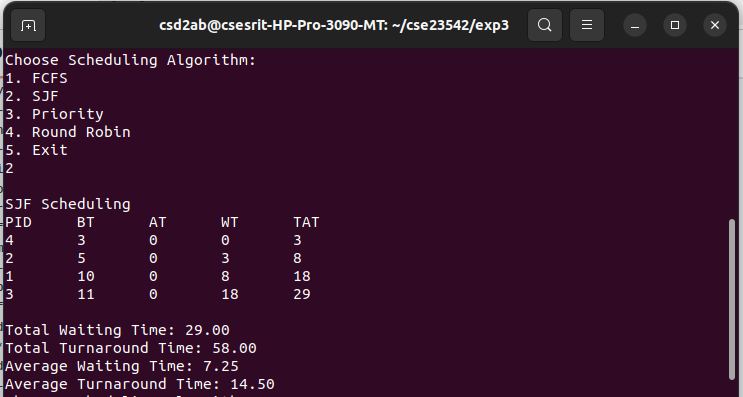 csd2ab@csesrit-HP-Pro-3090-MT: ~/cse23542/exp3
Choose Scheduling Algorithm:
1. FCFS
2. SJF
3. Priority
4. Round Robin
5. Exit
2
SJF Scheduling
PID BT AT WT TAT
4 3 0 0 3
2 5 0 3 8
1 10 0 8 18
3 11 0 18 29
Total Waiting Time: 29.00
Total Turnaround Time: 58.00
Average Waiting Time: 7.25
Average Turnaround Time: 14.50